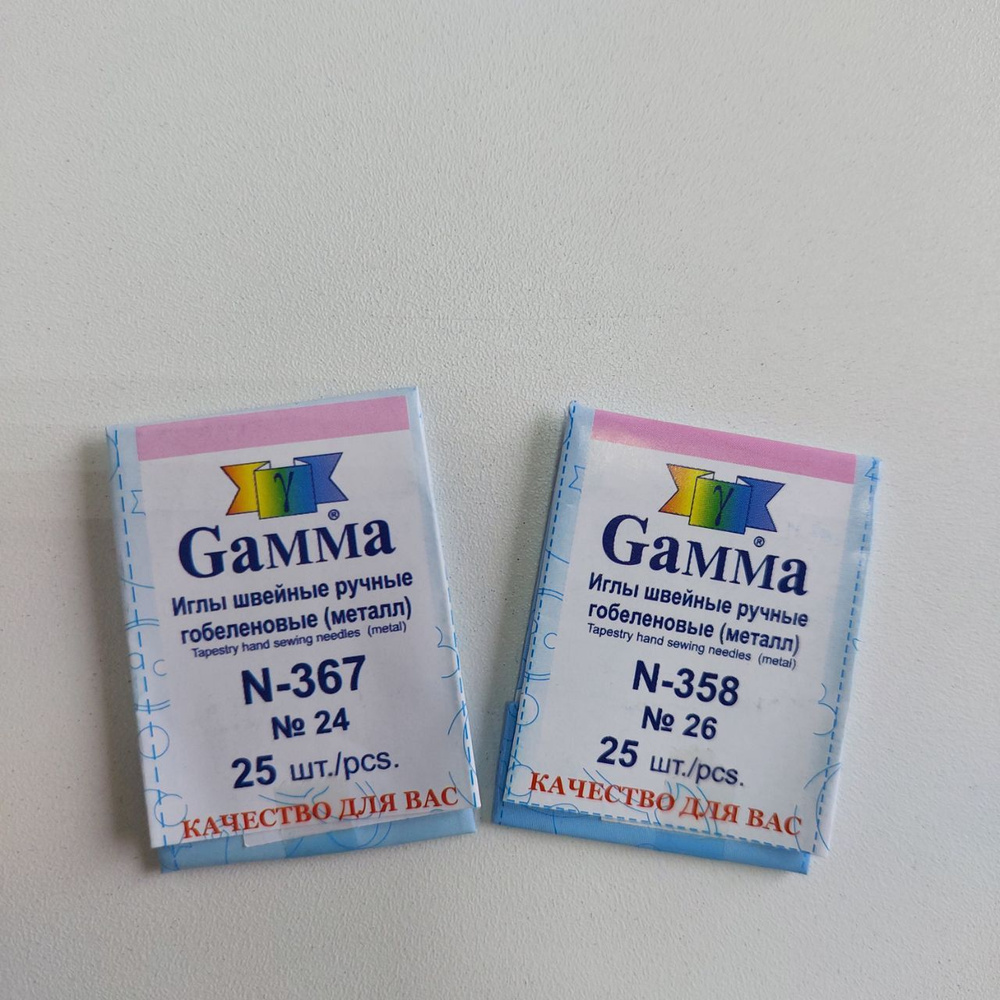 γ
Gамма®
Иглы швейные ручные
гобеленовые (металл)
Tapestry hand sewing needles (metal)
N-367
№ 24
25 шт./pcs.
КАЧЕСТВО ДЛЯ ВАС
γ
Gамма®
Иглы швейные ручные
гобеленовые (металл)
Tapestry hand sewing needles (metal)
N-358
№ 26
25 шт./pcs.
КАЧЕСТВО ДЛЯ ВАС